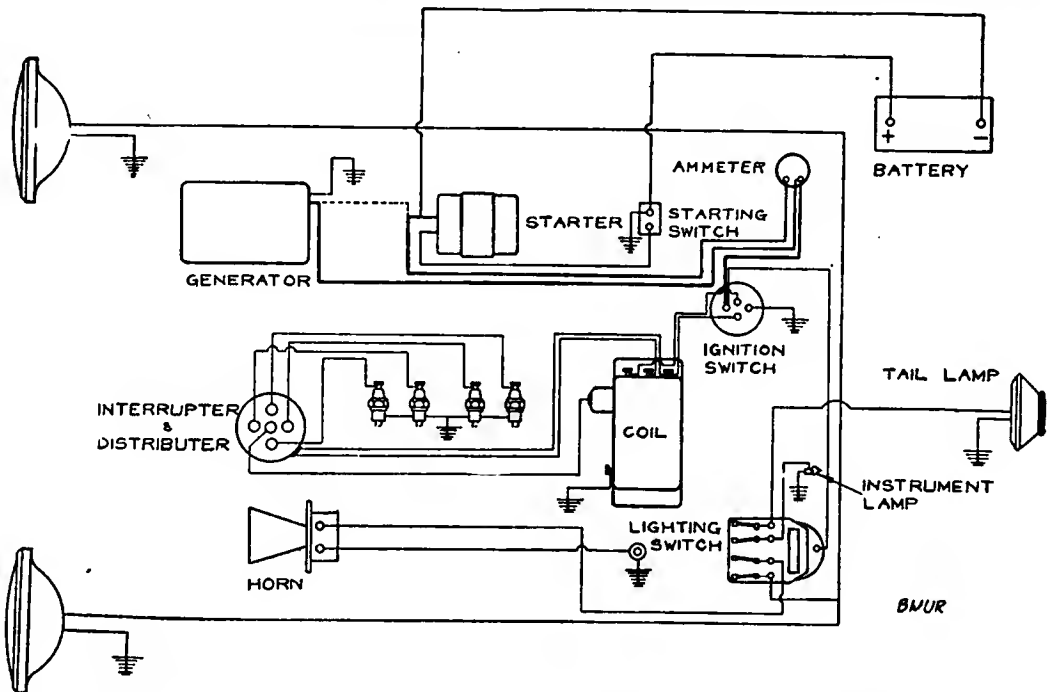 +
-
BATTERY
AMMETER
STARTER
STARTING
SWITCH
GENERATOR
IGNITION
SWITCH
TAIL LAMP
INTERRUPTER
&
DISTRIBUTER
COIL
INSTRUMENT
LAMP
LIGHTING
SWITCH
HORN
BWUR